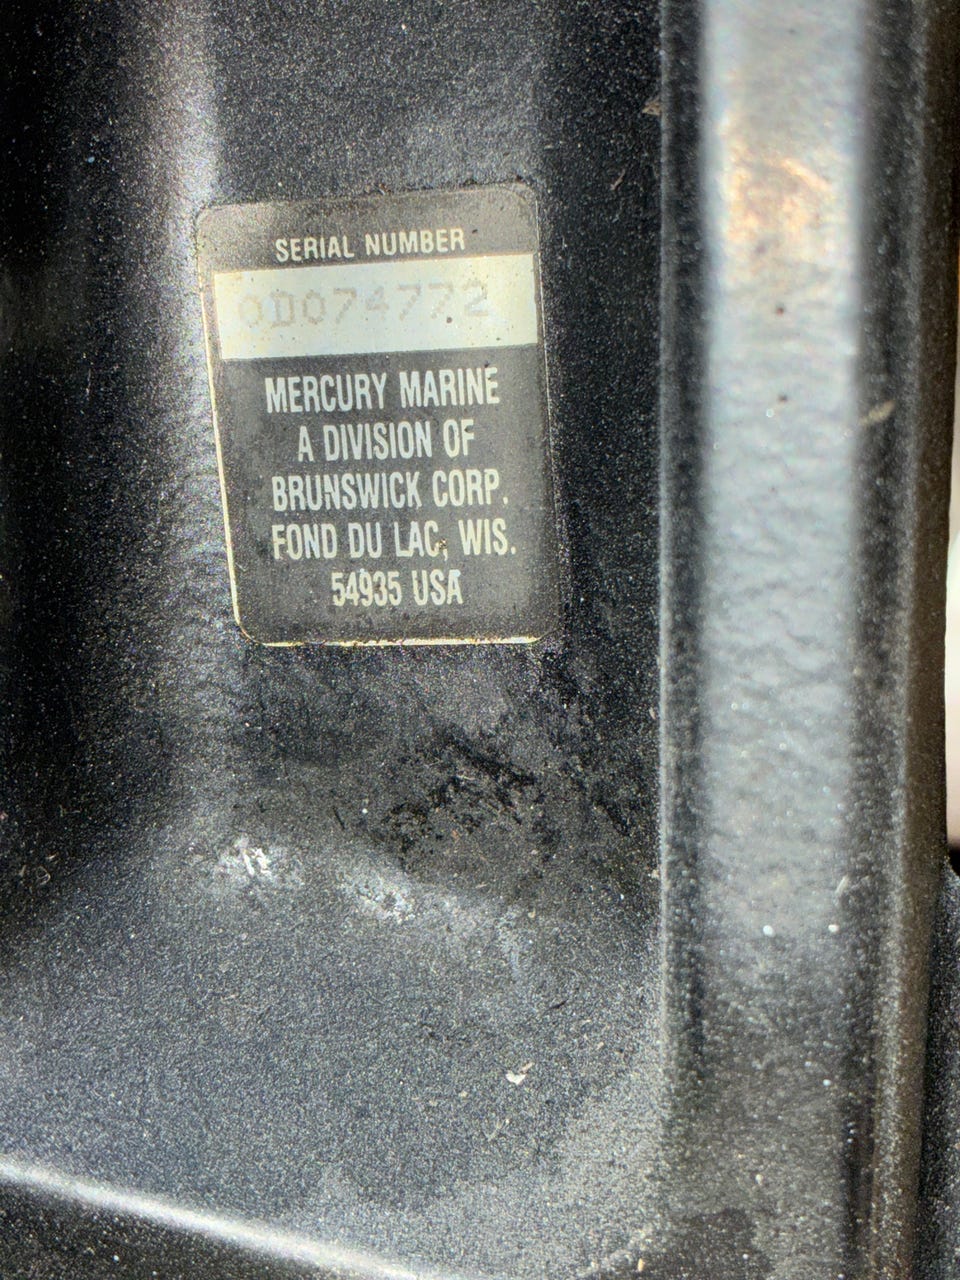 SERIAL NUMBER
0D074772
MERCURY MARINE
A DIVISION OF
BRUNSWICK CORP.
FOND DU LAC, WIS.
54935 USA